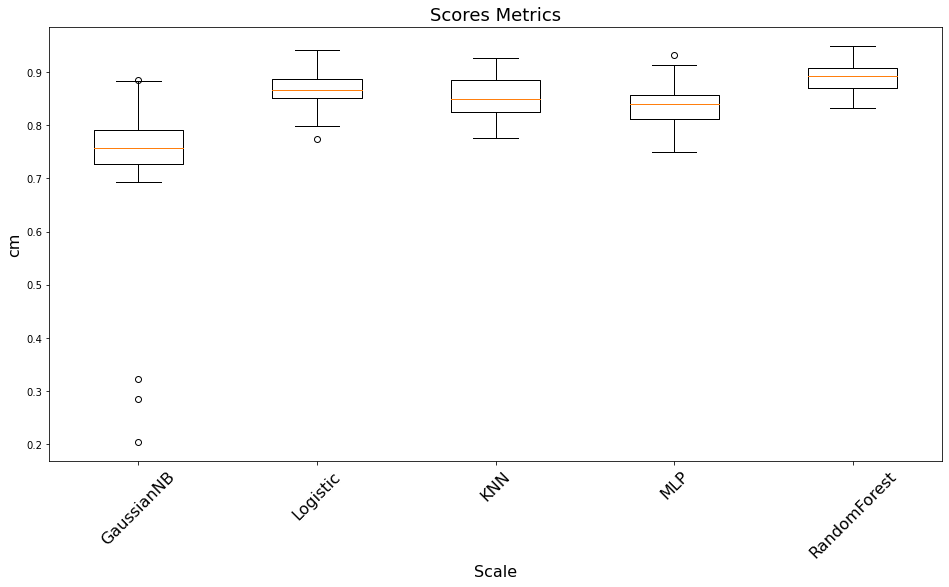 Scores Metrics
cm
0.9
0.8
0.7
0.6
0.5
0.4
0.3
0.2
GaussianNB
Logistic
KNN
MLP
RandomForest
Scale